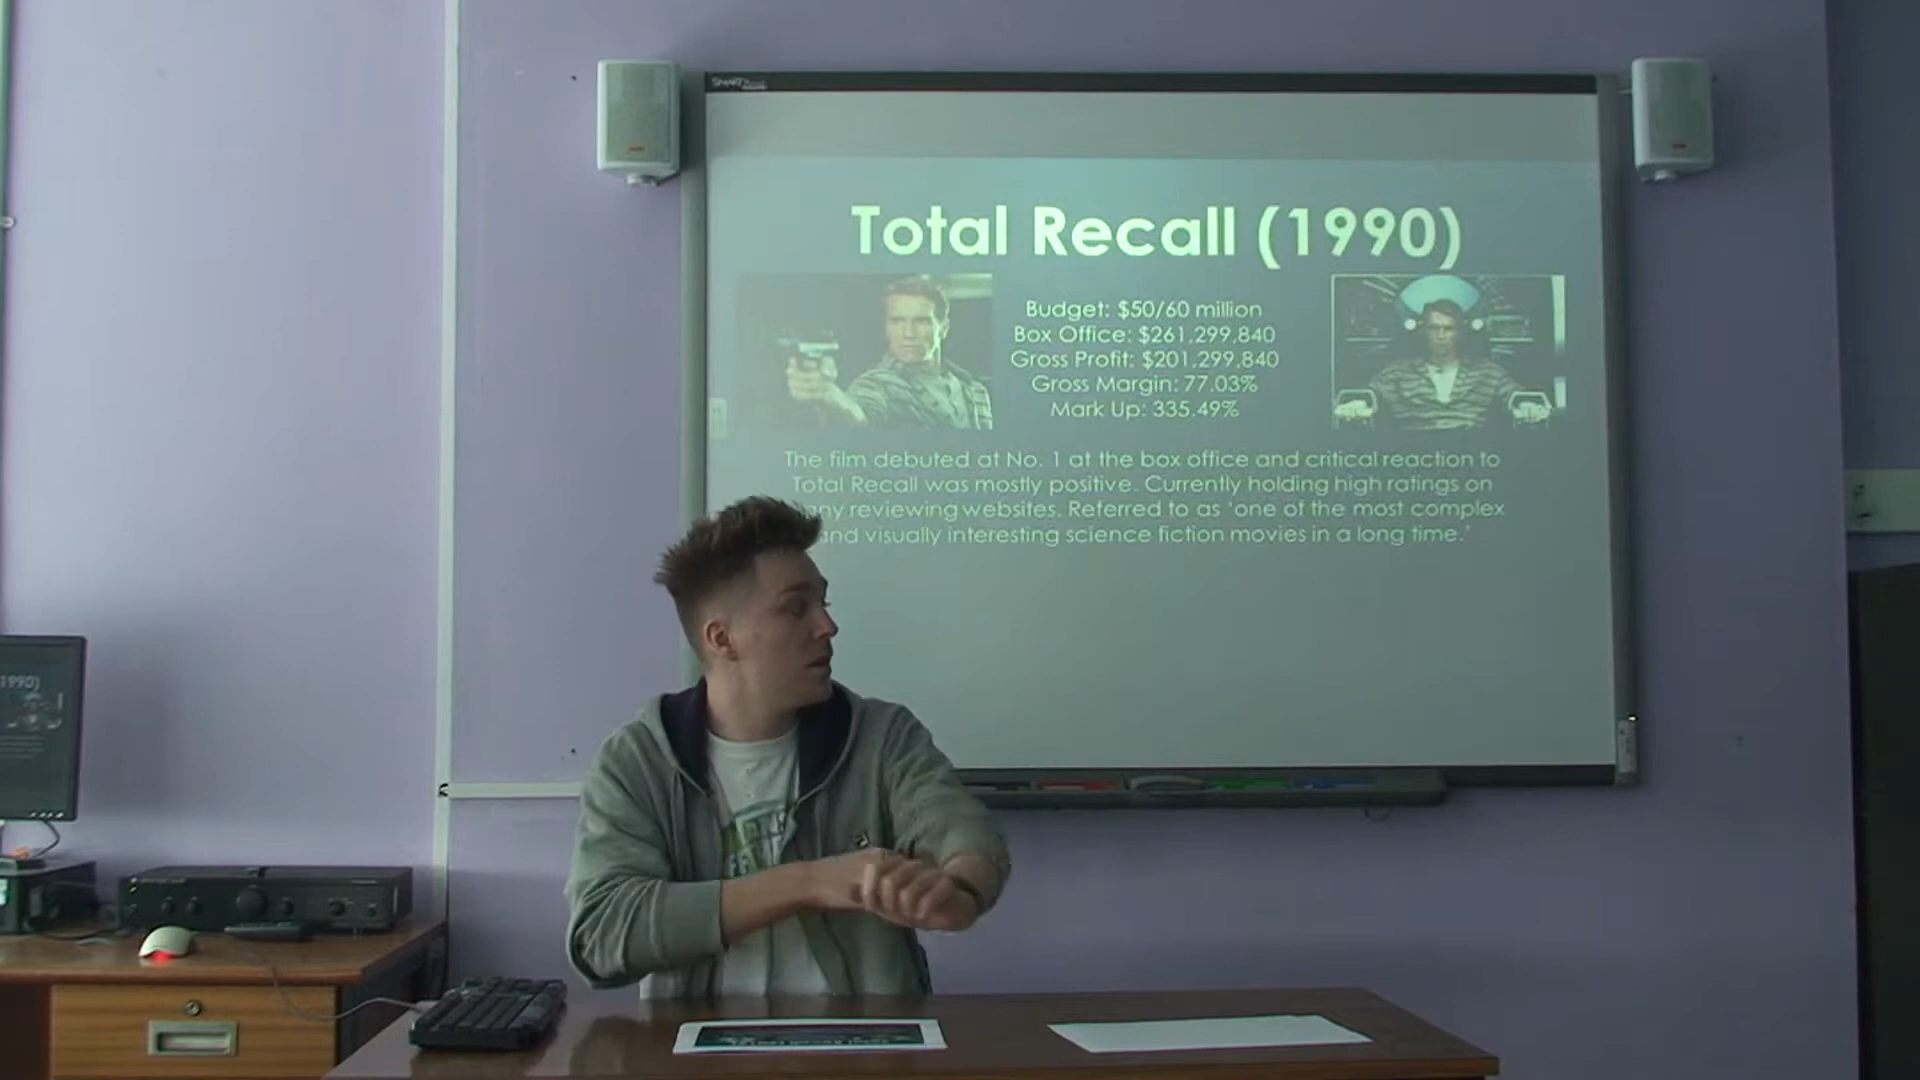 SMART
Total Recall (1990)
Budget: $50/60 million
Box Office: $261,299,840
Gross Profit: $201,299,840
Gross Margin: 77.03%
Mark Up: 335.49%
The film debuted at No. 1 at the box office and critical reaction to
Total Recall was mostly positive. Currently holding high ratings on
reviewing websites. Referred to as 'one of the most complex
and visually interesting science fiction movies in a long time.'
1990)